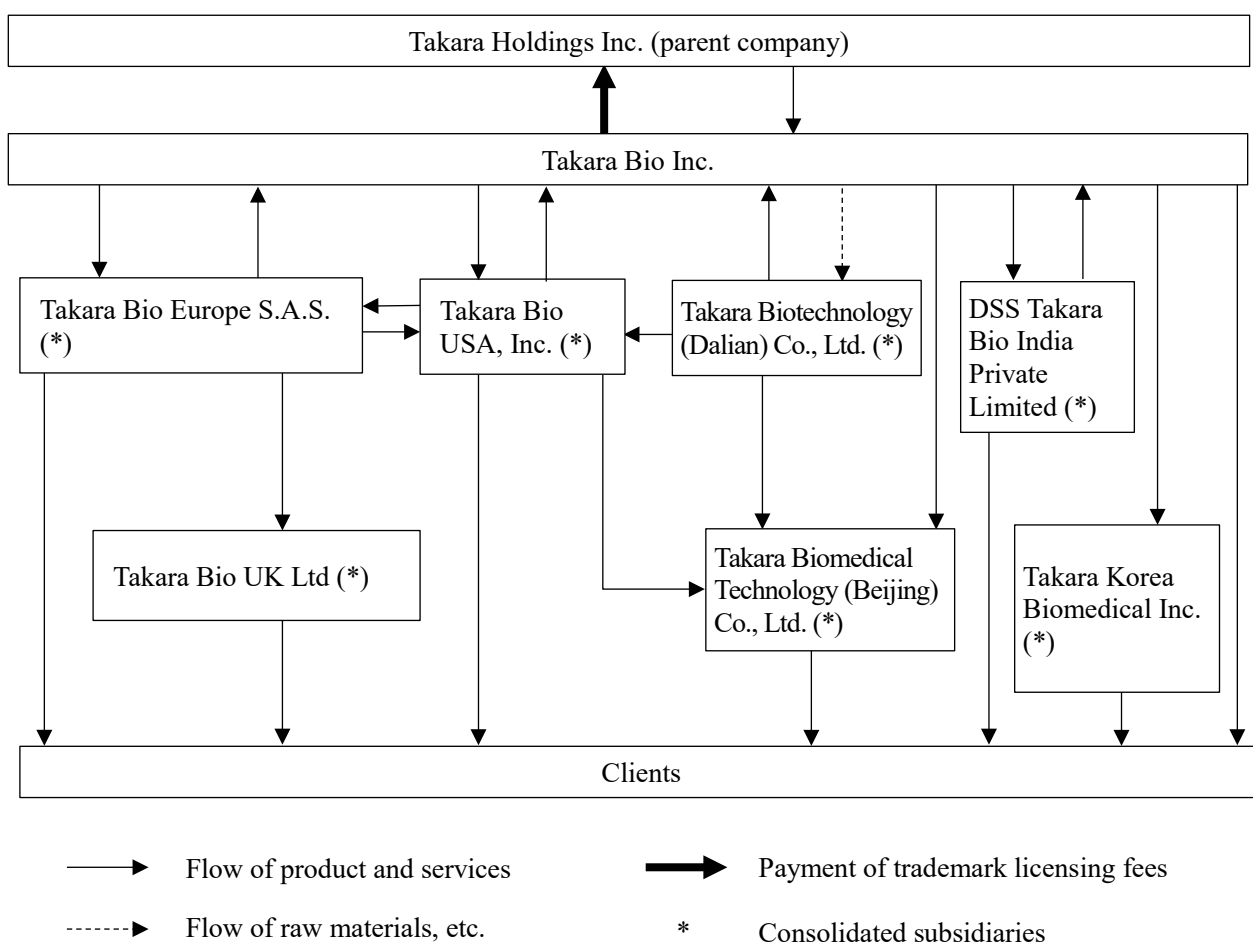 Takara Holdings Inc. (parent company)
Takara Bio Inc.
Takara Bio Europe S.A.S.
(*)
Takara Bio
USA, Inc. (*)
Takara Biotechnology
(Dalian) Co., Ltd. (*)
DSS Takara
Bio India
Private
Limited (*)
Takara Bio UK Ltd (*)
Takara Biomedical
Technology (Beijing)
Co., Ltd. (*)
Takara Korea
Biomedical Inc.
(*)
Clients
Flow of product and services
Payment of trademark licensing fees
Flow of raw materials, etc.
* Consolidated subsidiaries